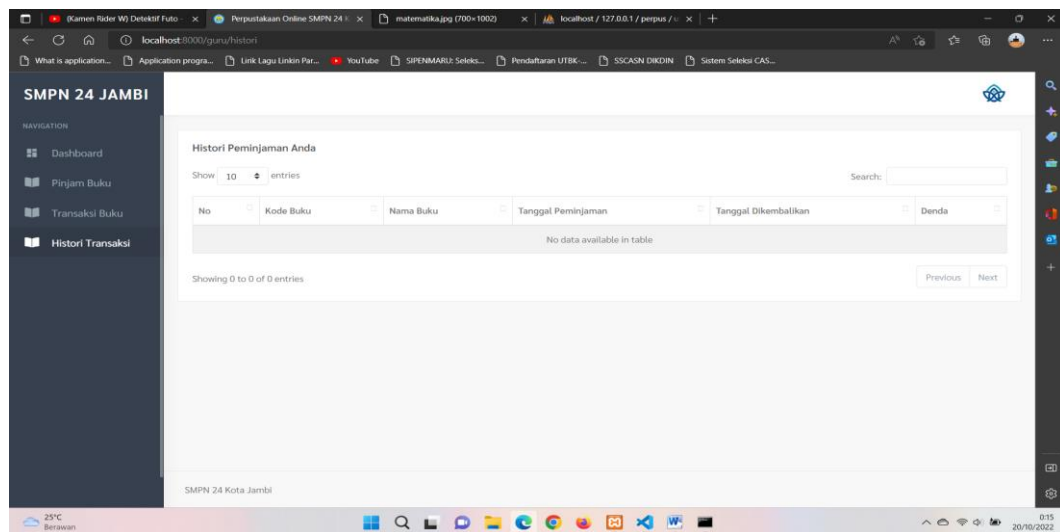 (Kamen Rider W) Detektif Futo -
Perpustakaan Online SMPN 24 K
matematika.jpg (700×1002)
localhost / 127.0.0.1 / perpus / u
localhost:8000/guru/histori
What is application...
Application progra...
Lirik Lagu Linkin Par...
YouTube
SIPENMARU: Seleks...
Pendaftaran UTBK-...
SSCASN DIKDIN
Sistem Seleksi CAS...
SMPN 24 JAMBI
NAVIGATION
Dashboard
Pinjam Buku
Transaksi Buku
Histori Transaksi
Histori Peminjaman Anda
Show 10 entries
Search:
No Kode Buku Nama Buku Tanggal Peminjaman Tanggal Dikembalikan Denda
No data available in table
Showing 0 to 0 of 0 entries
Previous Next
SMPN 24 Kota Jambi
25°C
Berawan
0:15
20/10/2022